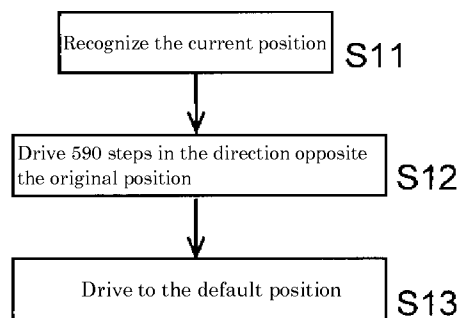 Recognize the current position
S11
Drive 590 steps in the direction opposite
the original position
S12
Drive to the default position
S13